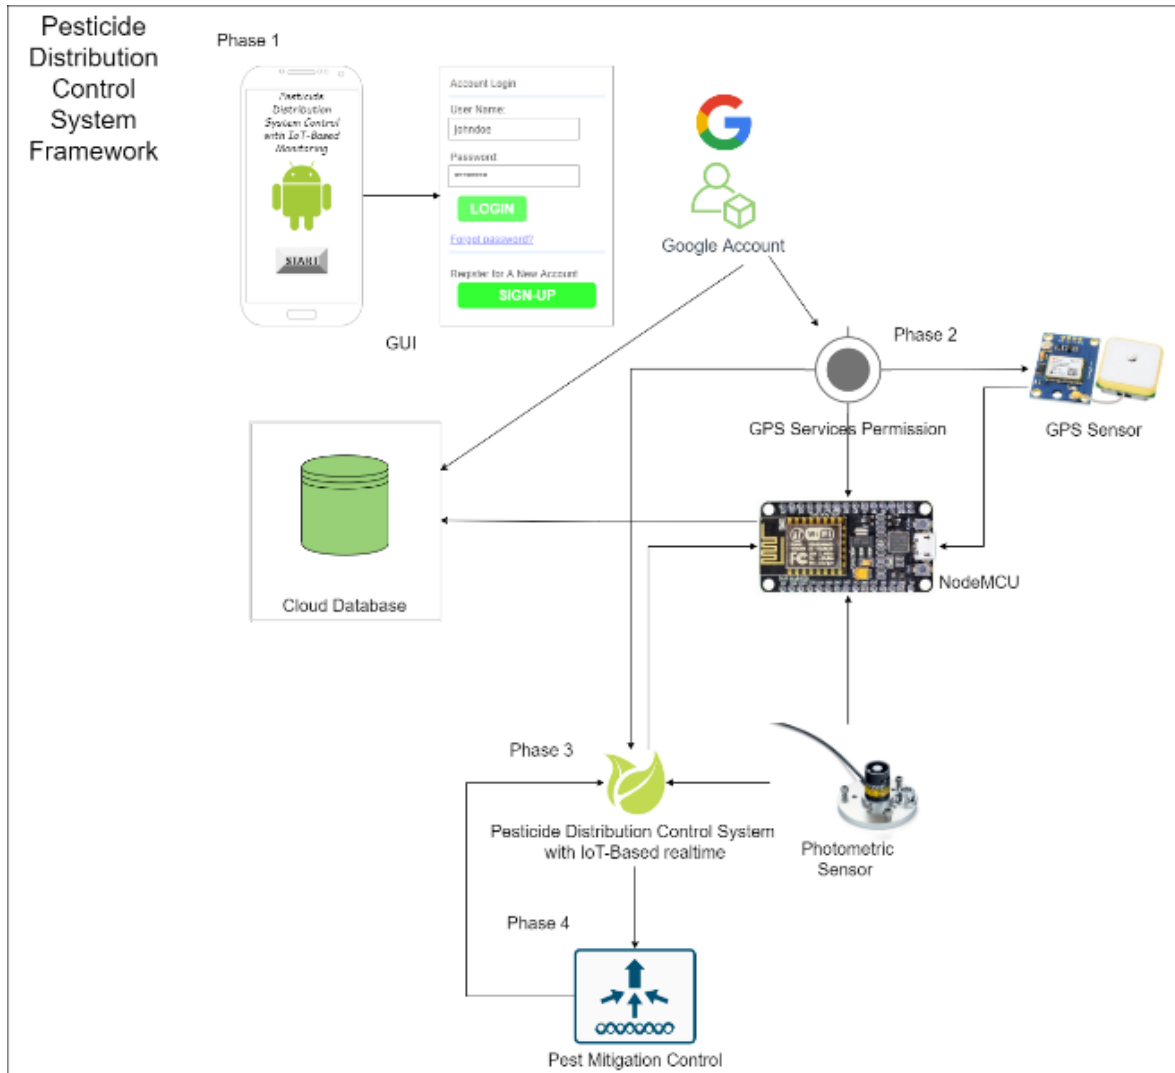 Pesticide
Distribution
Control
System
Framework
Phase 1
Pesticide
Distribution
System Control
with IoT-Based
Monitoring
START
Account Login
User Name:
johndoe
Password:
********
LOGIN
Forgot password?
Register for A New Account
SIGN-UP
GUI
Google Account
Phase 2
GPS Services Permission
GPS Sensor
Cloud Database
NodeMCU
Phase 3
Pesticide Distribution Control System
with IoT-Based realtime
Photometric
Sensor
Phase 4
Pest Mitigation Control